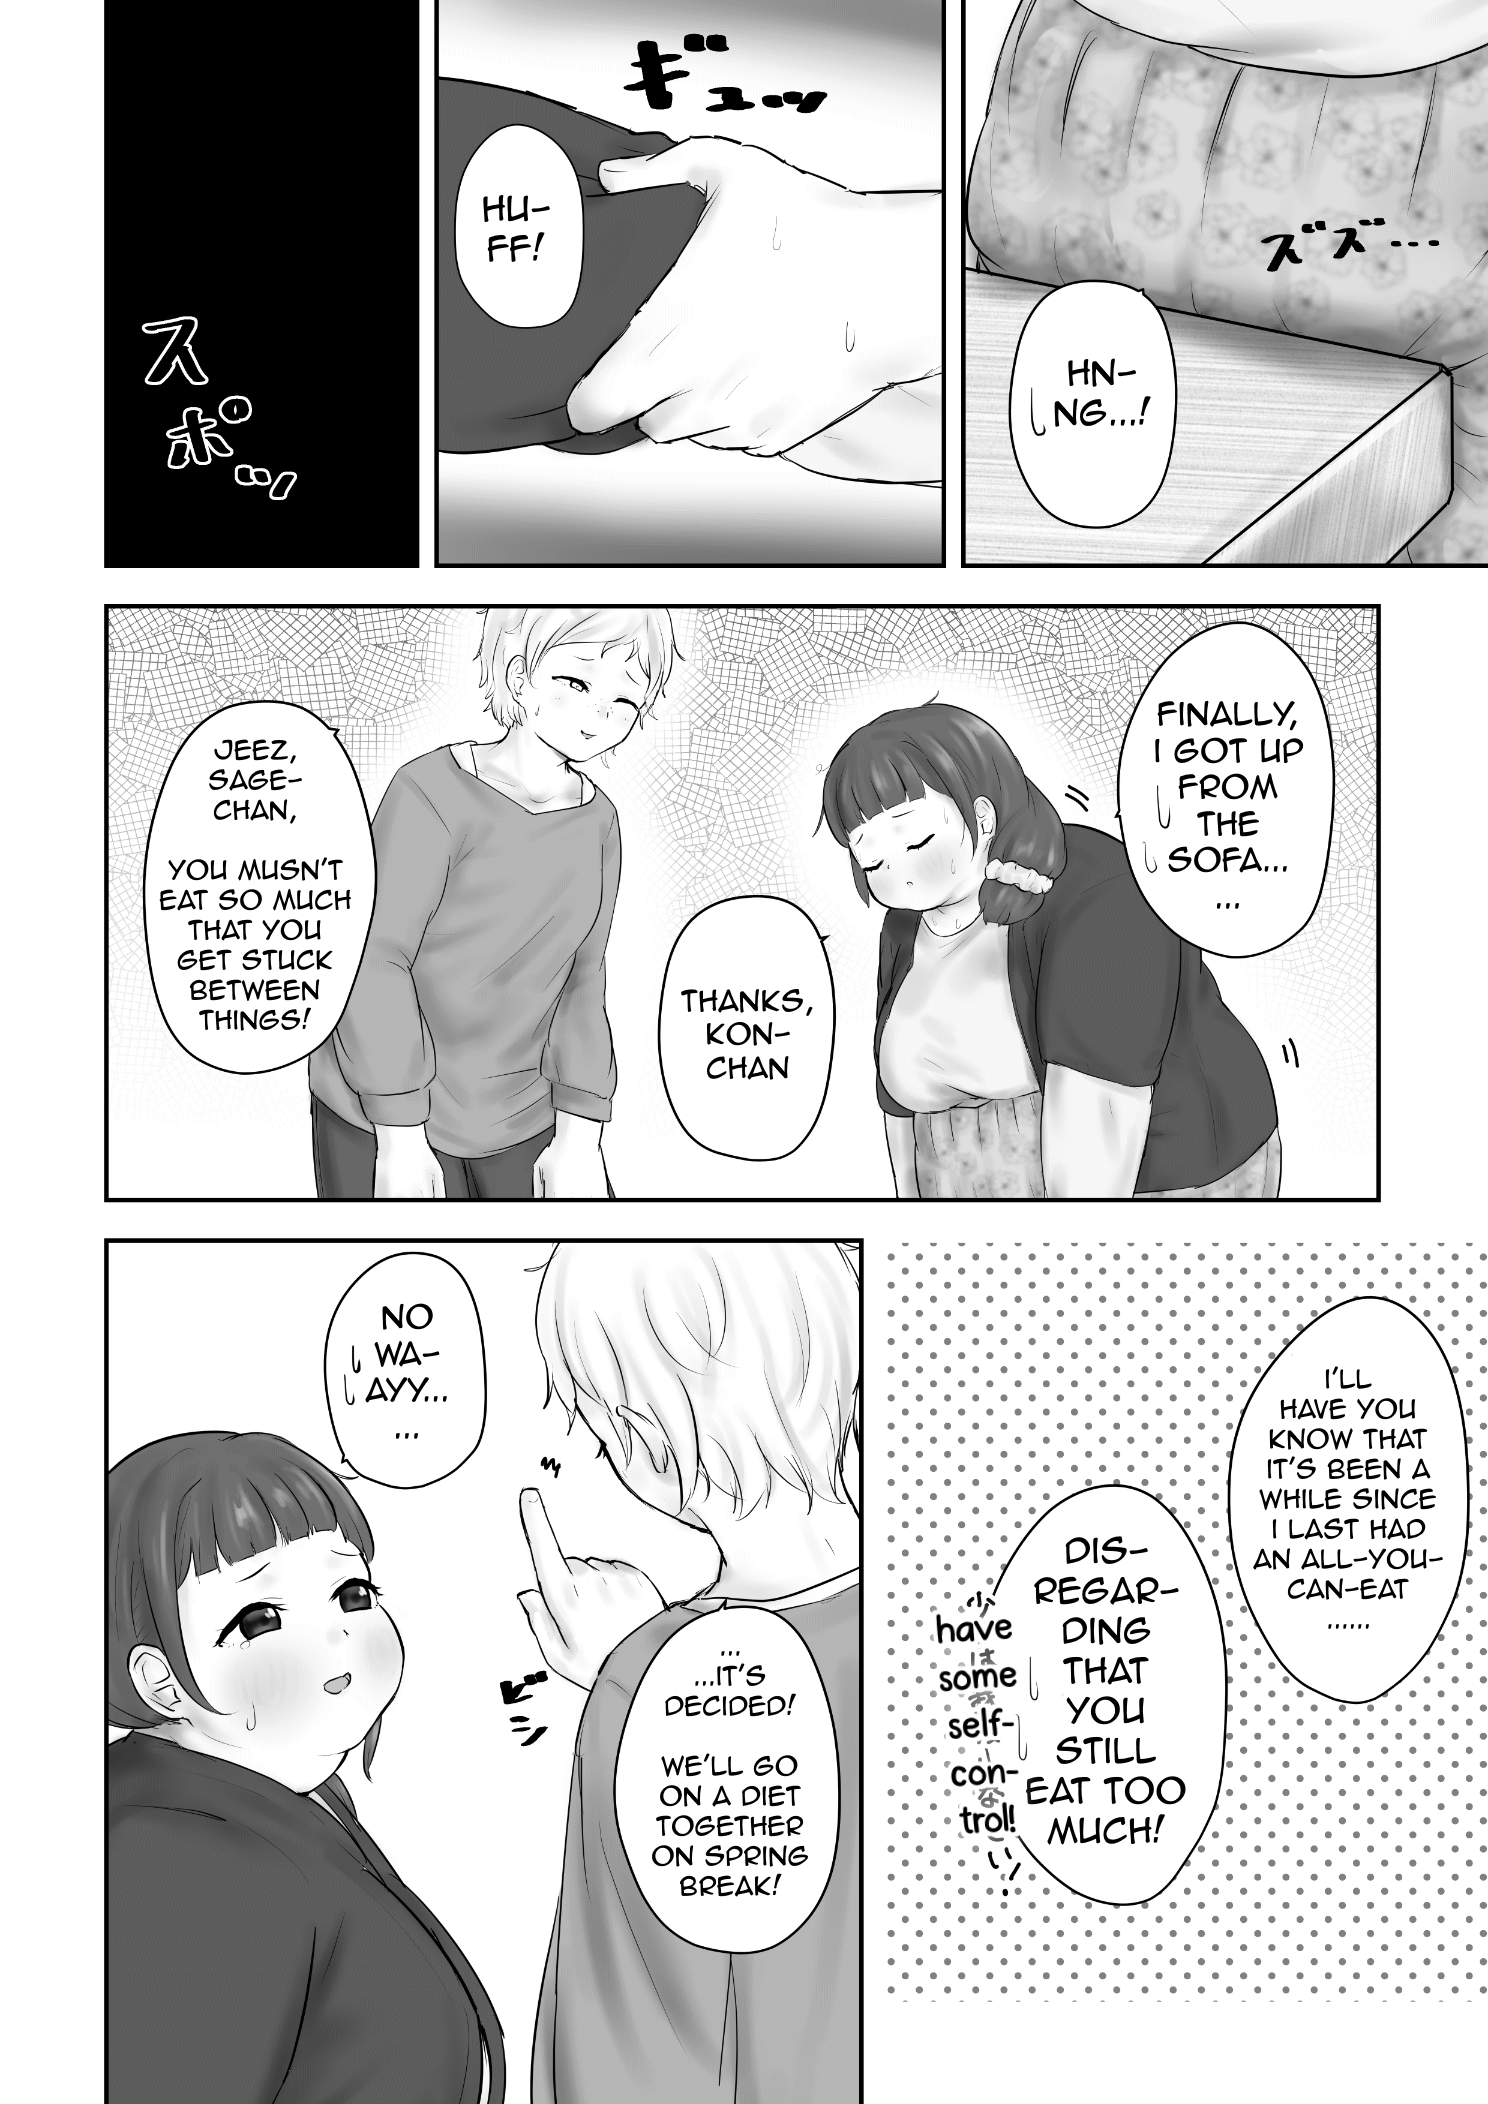 ズズ...
HN-
NG...!
ギュッ
HU-
FF!
スポッ
FINALLY,
I GOT UP
FROM
THE
SOFA...
...
THANKS,
KON-
CHAN
JEEZ,
SAGE-
CHAN,
YOU MUSN'T
EAT SO MUCH
THAT YOU
GET STUCK
BETWEEN
THINGS!
I'LL
HAVE YOU
KNOW THAT
IT'S BEEN A
WHILE SINCE
I LAST HAD
AN ALL-YOU-
CAN-EAT
......
DIS-
REGAR-
DING
THAT
YOU
STILL
EAT TOO
MUCH!
have
some
self-
con-
trol!
...
...IT'S
DECIDED!
WE'LL GO
ON A DIET
TOGETHER
ON SPRING
BREAK!
ビシ
NO
WA-
AYY...
...